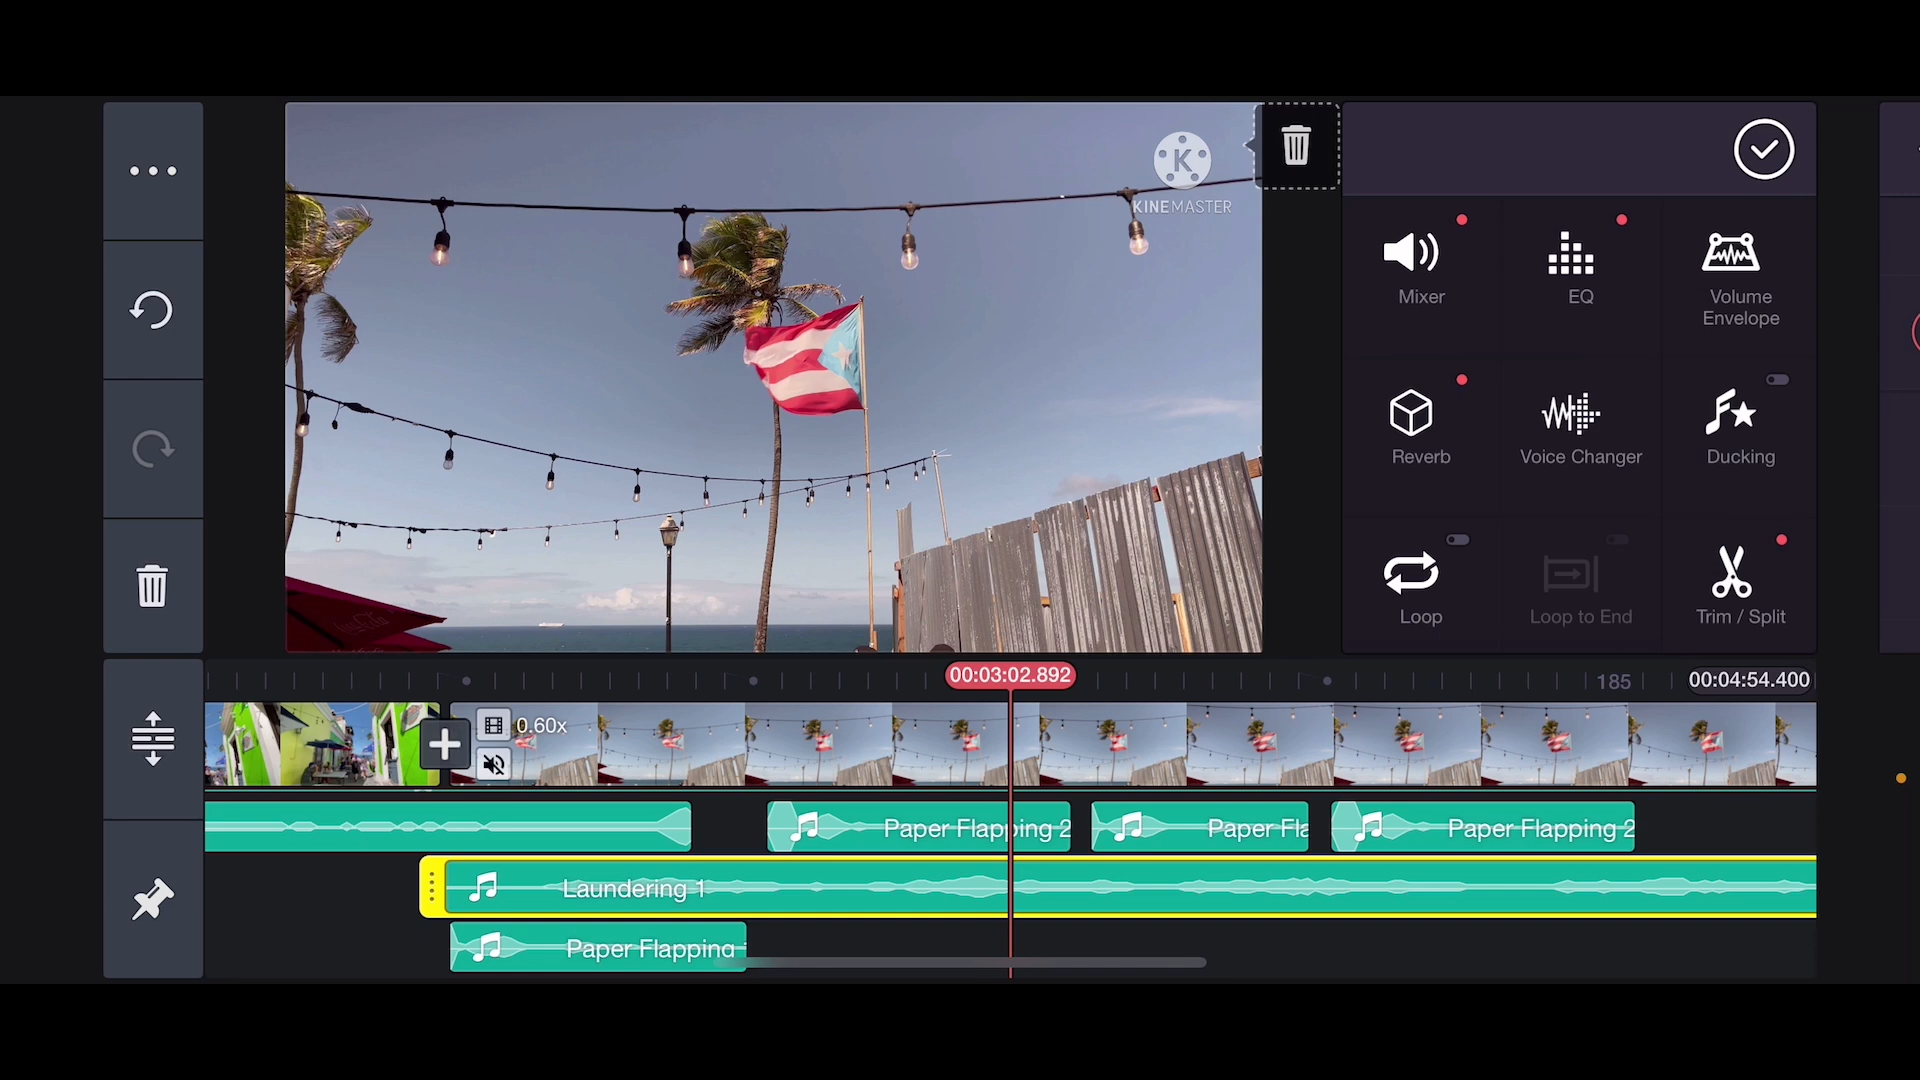 KINEMASTER
Mixer
EQ
Volume
Envelope
Reverb
Voice Changer
Ducking
Loop
Loop to End
Trim / Split
00:03:02.892
185
00:04:54.400
0.60x
Paper Flapping 2
Paper Fla
Paper Flapping 2
Laundering 1
Paper Flapping